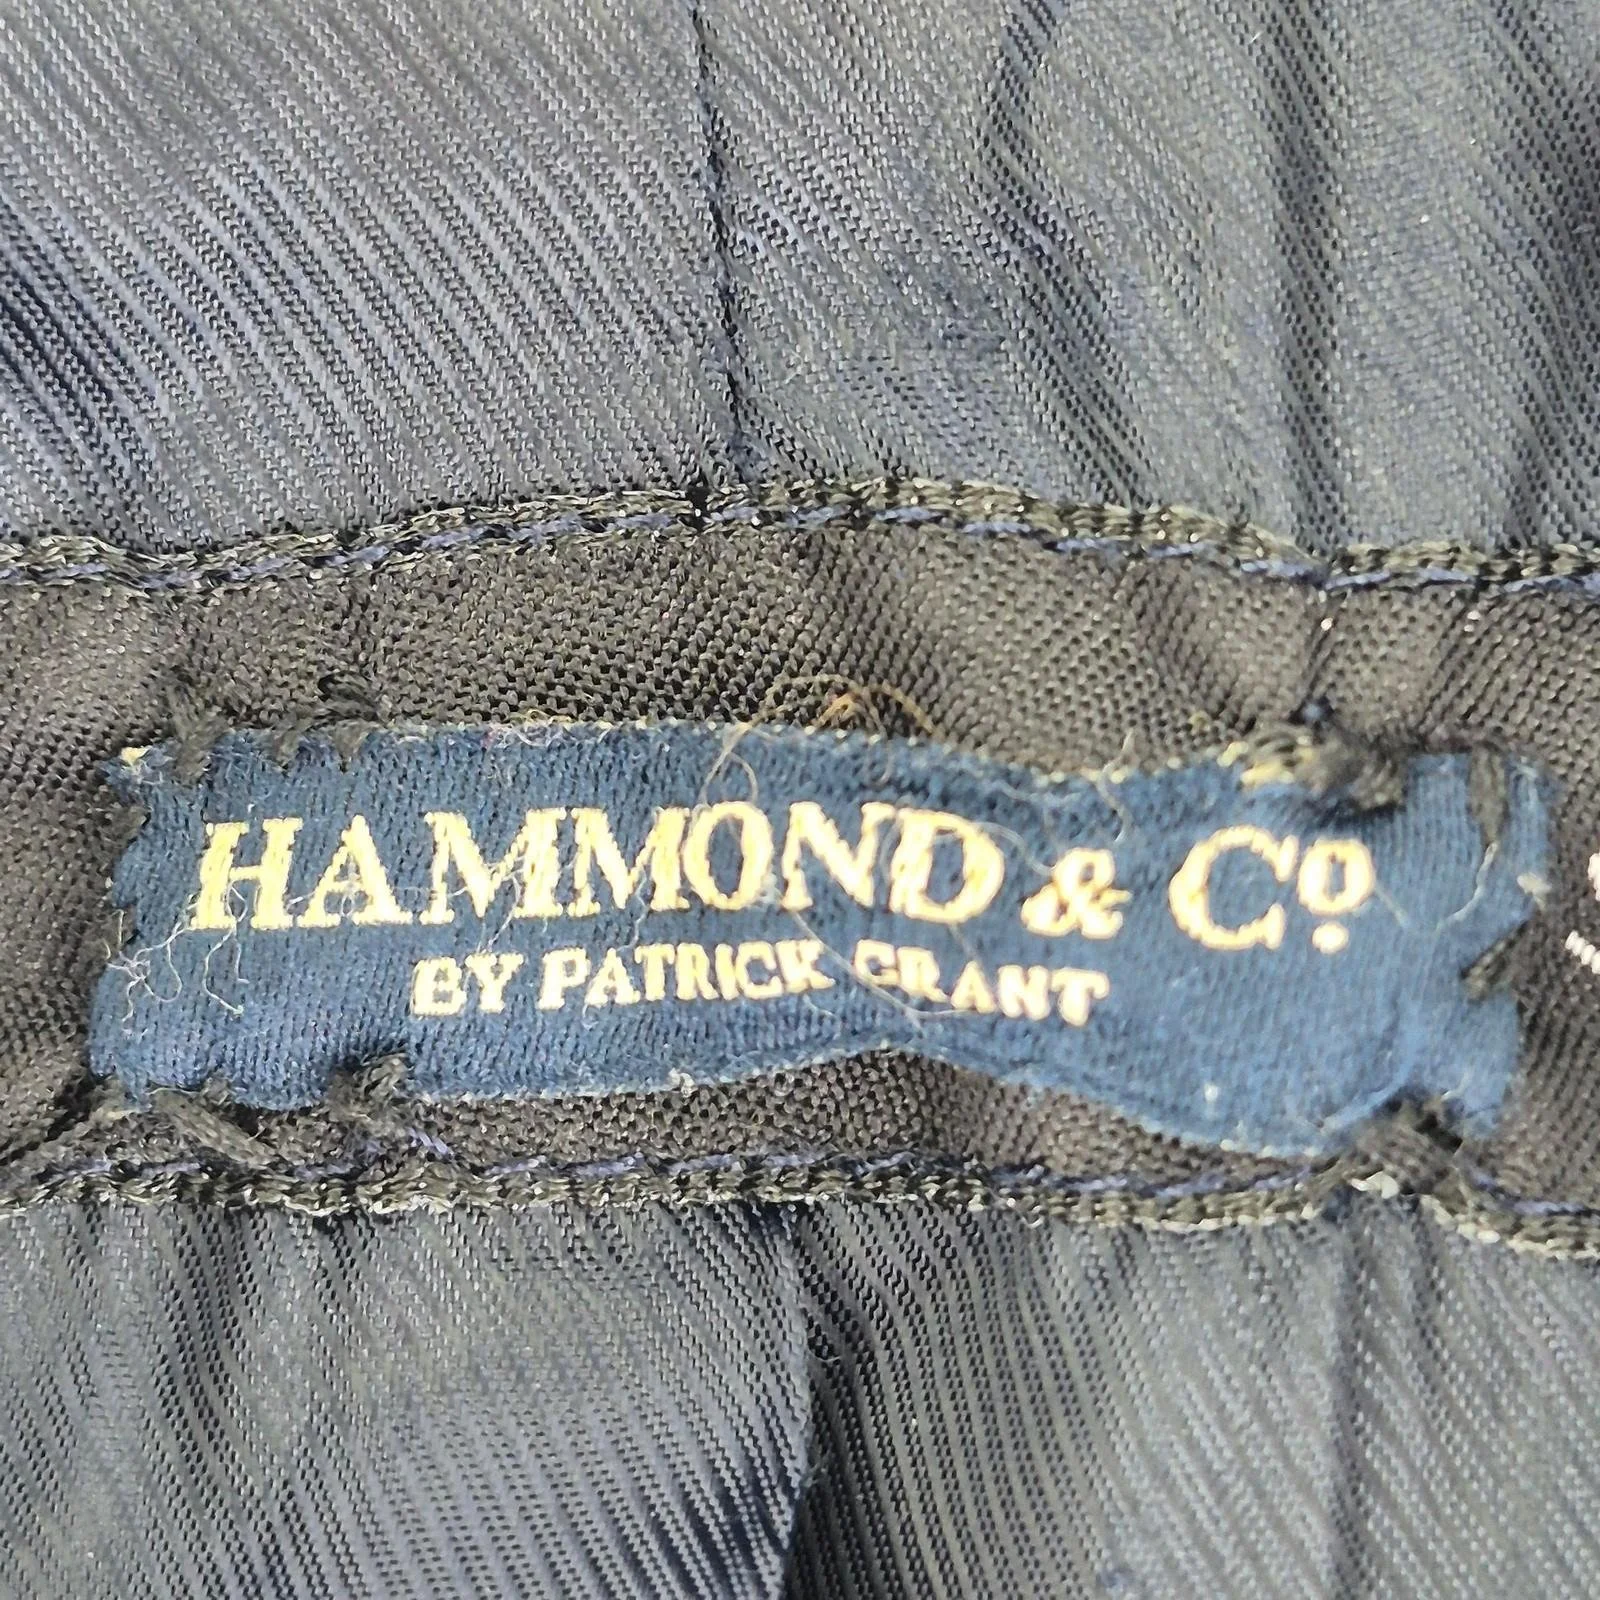 HAMMOND & Cº
BY PATRICK GRANT